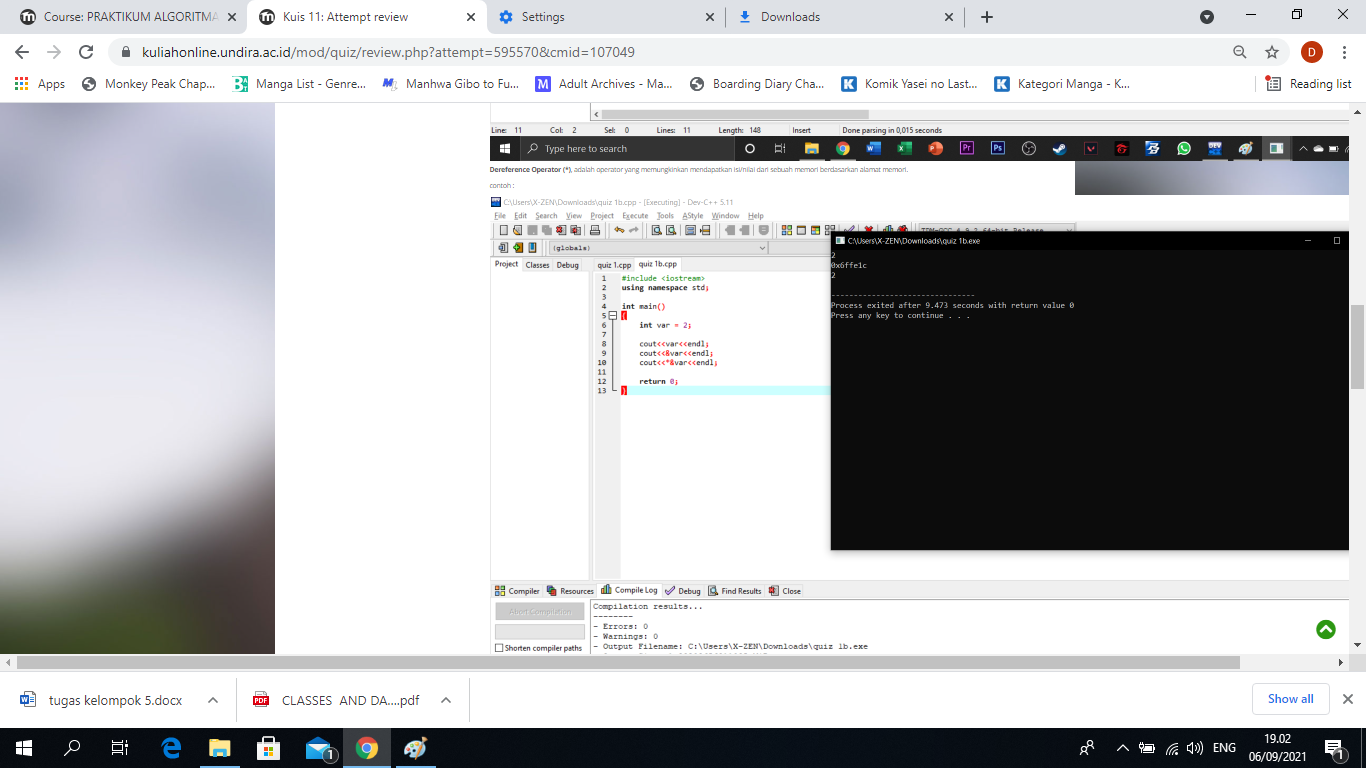 Course: PRAKTIKUM ALGORITMA
Kuis 11: Attempt review
Settings
Downloads
kuliahonline.undira.ac.id/mod/quiz/review.php?attempt=595570&cmid=107049
D
Apps
Monkey Peak Chap...
Manga List - Genre...
Manhwa Gibo to Fu...
Adult Archives - Ma...
Boarding Diary Cha...
Komik Yasei no Last...
Kategori Manga - K...
Reading list
Line: 11 Col: 2 Sel: 0 Lines: 11 Length: 148 Insert Done parsing in 0,015 seconds
Type here to search
Dereference Operator (*), adalah operator yang memungkinkan mendapatkan isi/nilai dari sebuah memori berdasarkan alamat memori.
contoh :
C:\Users\X-ZEN\Downloads\quiz 1b.cpp - [Executing] - Dev-C++ 5.11
File Edit Search View Project Execute Tools AStyle Window Help
TDM-GCC 4.9.2 64-bit Release
(globals)
Project Classes Debug
quiz 1.cpp quiz 1b.cpp
1 #include <iostream>
2 using namespace std;
3
4 int main()
5 {
6 int var = 2;
7
8 cout<<var<<endl;
9 cout<<&var<<endl;
10 cout<<*&var<<endl;
11
12 return 0;
13 }
C:\Users\X-ZEN\Downloads\quiz 1b.exe
2
0x6ffe1c
2
--------------------------------
Process exited after 9.473 seconds with return value 0
Press any key to continue . . .
Compiler Resources Compile Log Debug Find Results Close
Abort Compilation
Shorten compiler paths
Compilation results...
--------
- Errors: 0
- Warnings: 0
- Output Filename: C:\Users\X-ZEN\Downloads\quiz 1b.exe
tugas kelompok 5.docx
CLASSES AND DA....pdf
Show all
1
ENG
19.02
06/09/2021
1